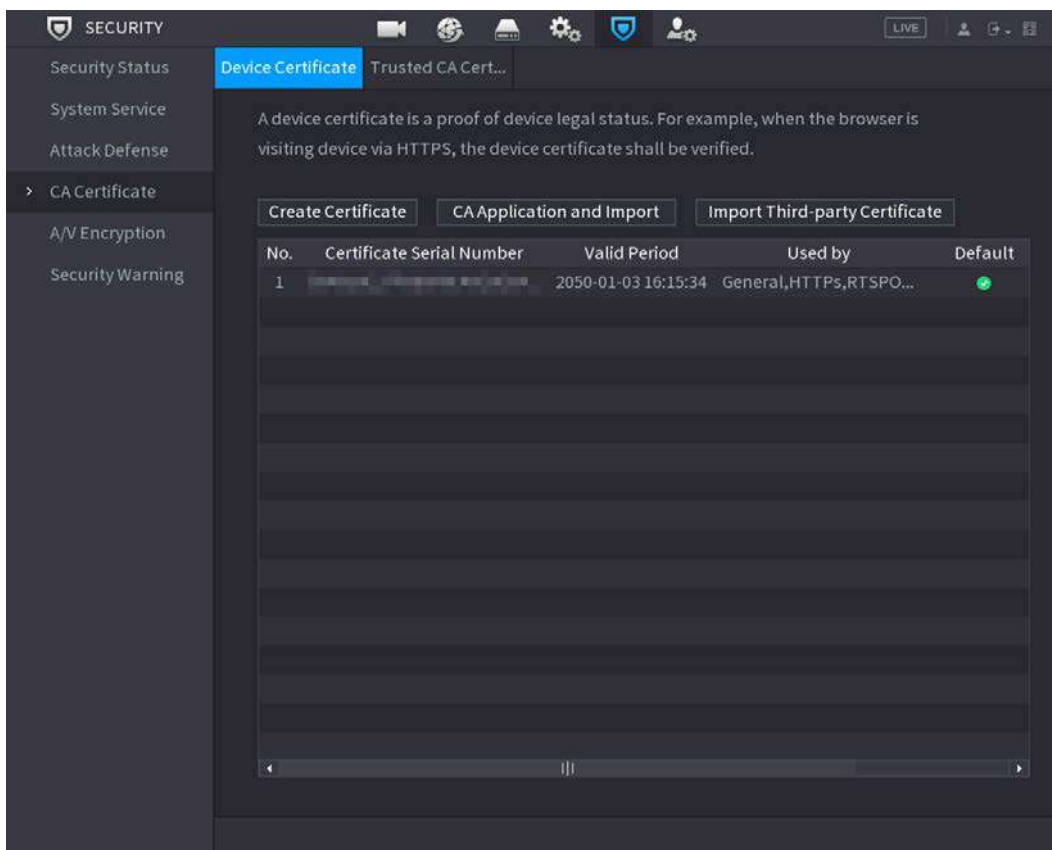 SECURITY
LIVE
Security Status
System Service
Attack Defense
CA Certificate
A/V Encryption
Security Warning
Device Certificate
Trusted CA Cert...
A device certificate is a proof of device legal status. For example, when the browser is
visiting device via HTTPS, the device certificate shall be verified.
Create Certificate
CA Application and Import
Import Third-party Certificate
No. Certificate Serial Number Valid Period Used by Default
1 2050-01-03 16:15:34 General,HTTPs,RTSPO...